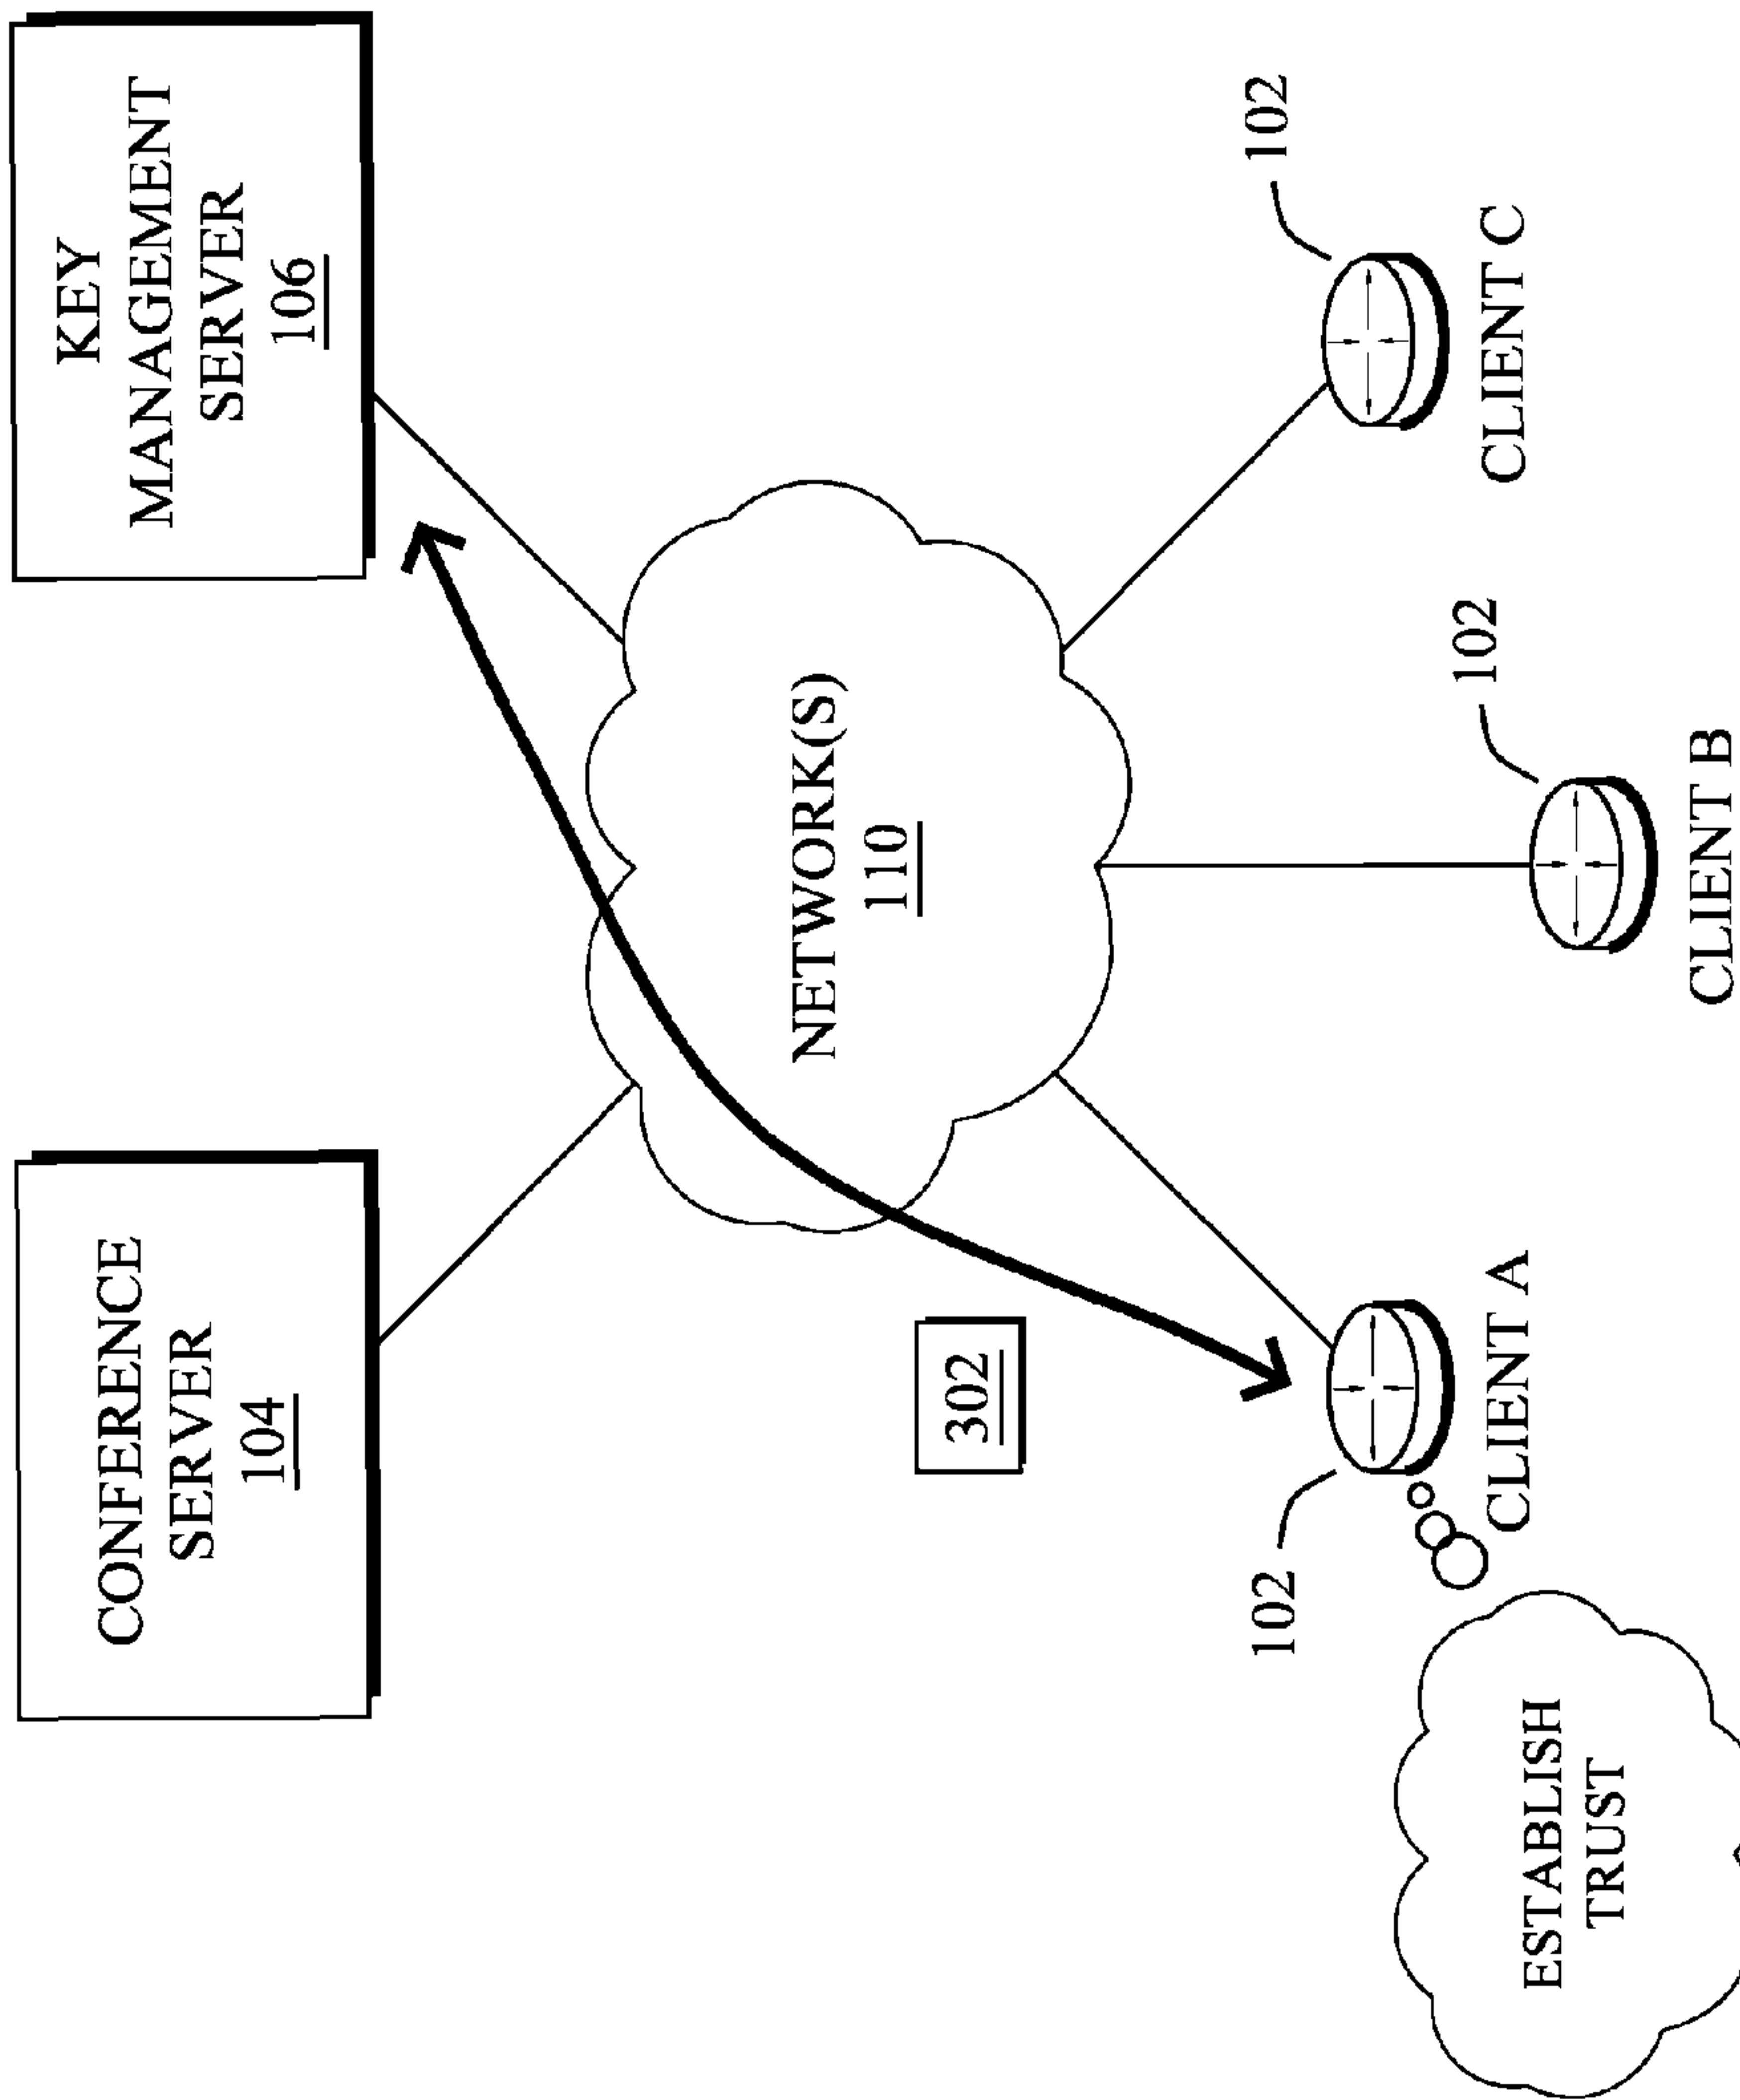 CONFERENCE
SERVER
104
KEY
MANAGEMENT
SERVER
106
NETWORK(S)
110
302
102
CLIENT A
102
CLIENT B
102
CLIENT C
ESTABLISH
TRUST